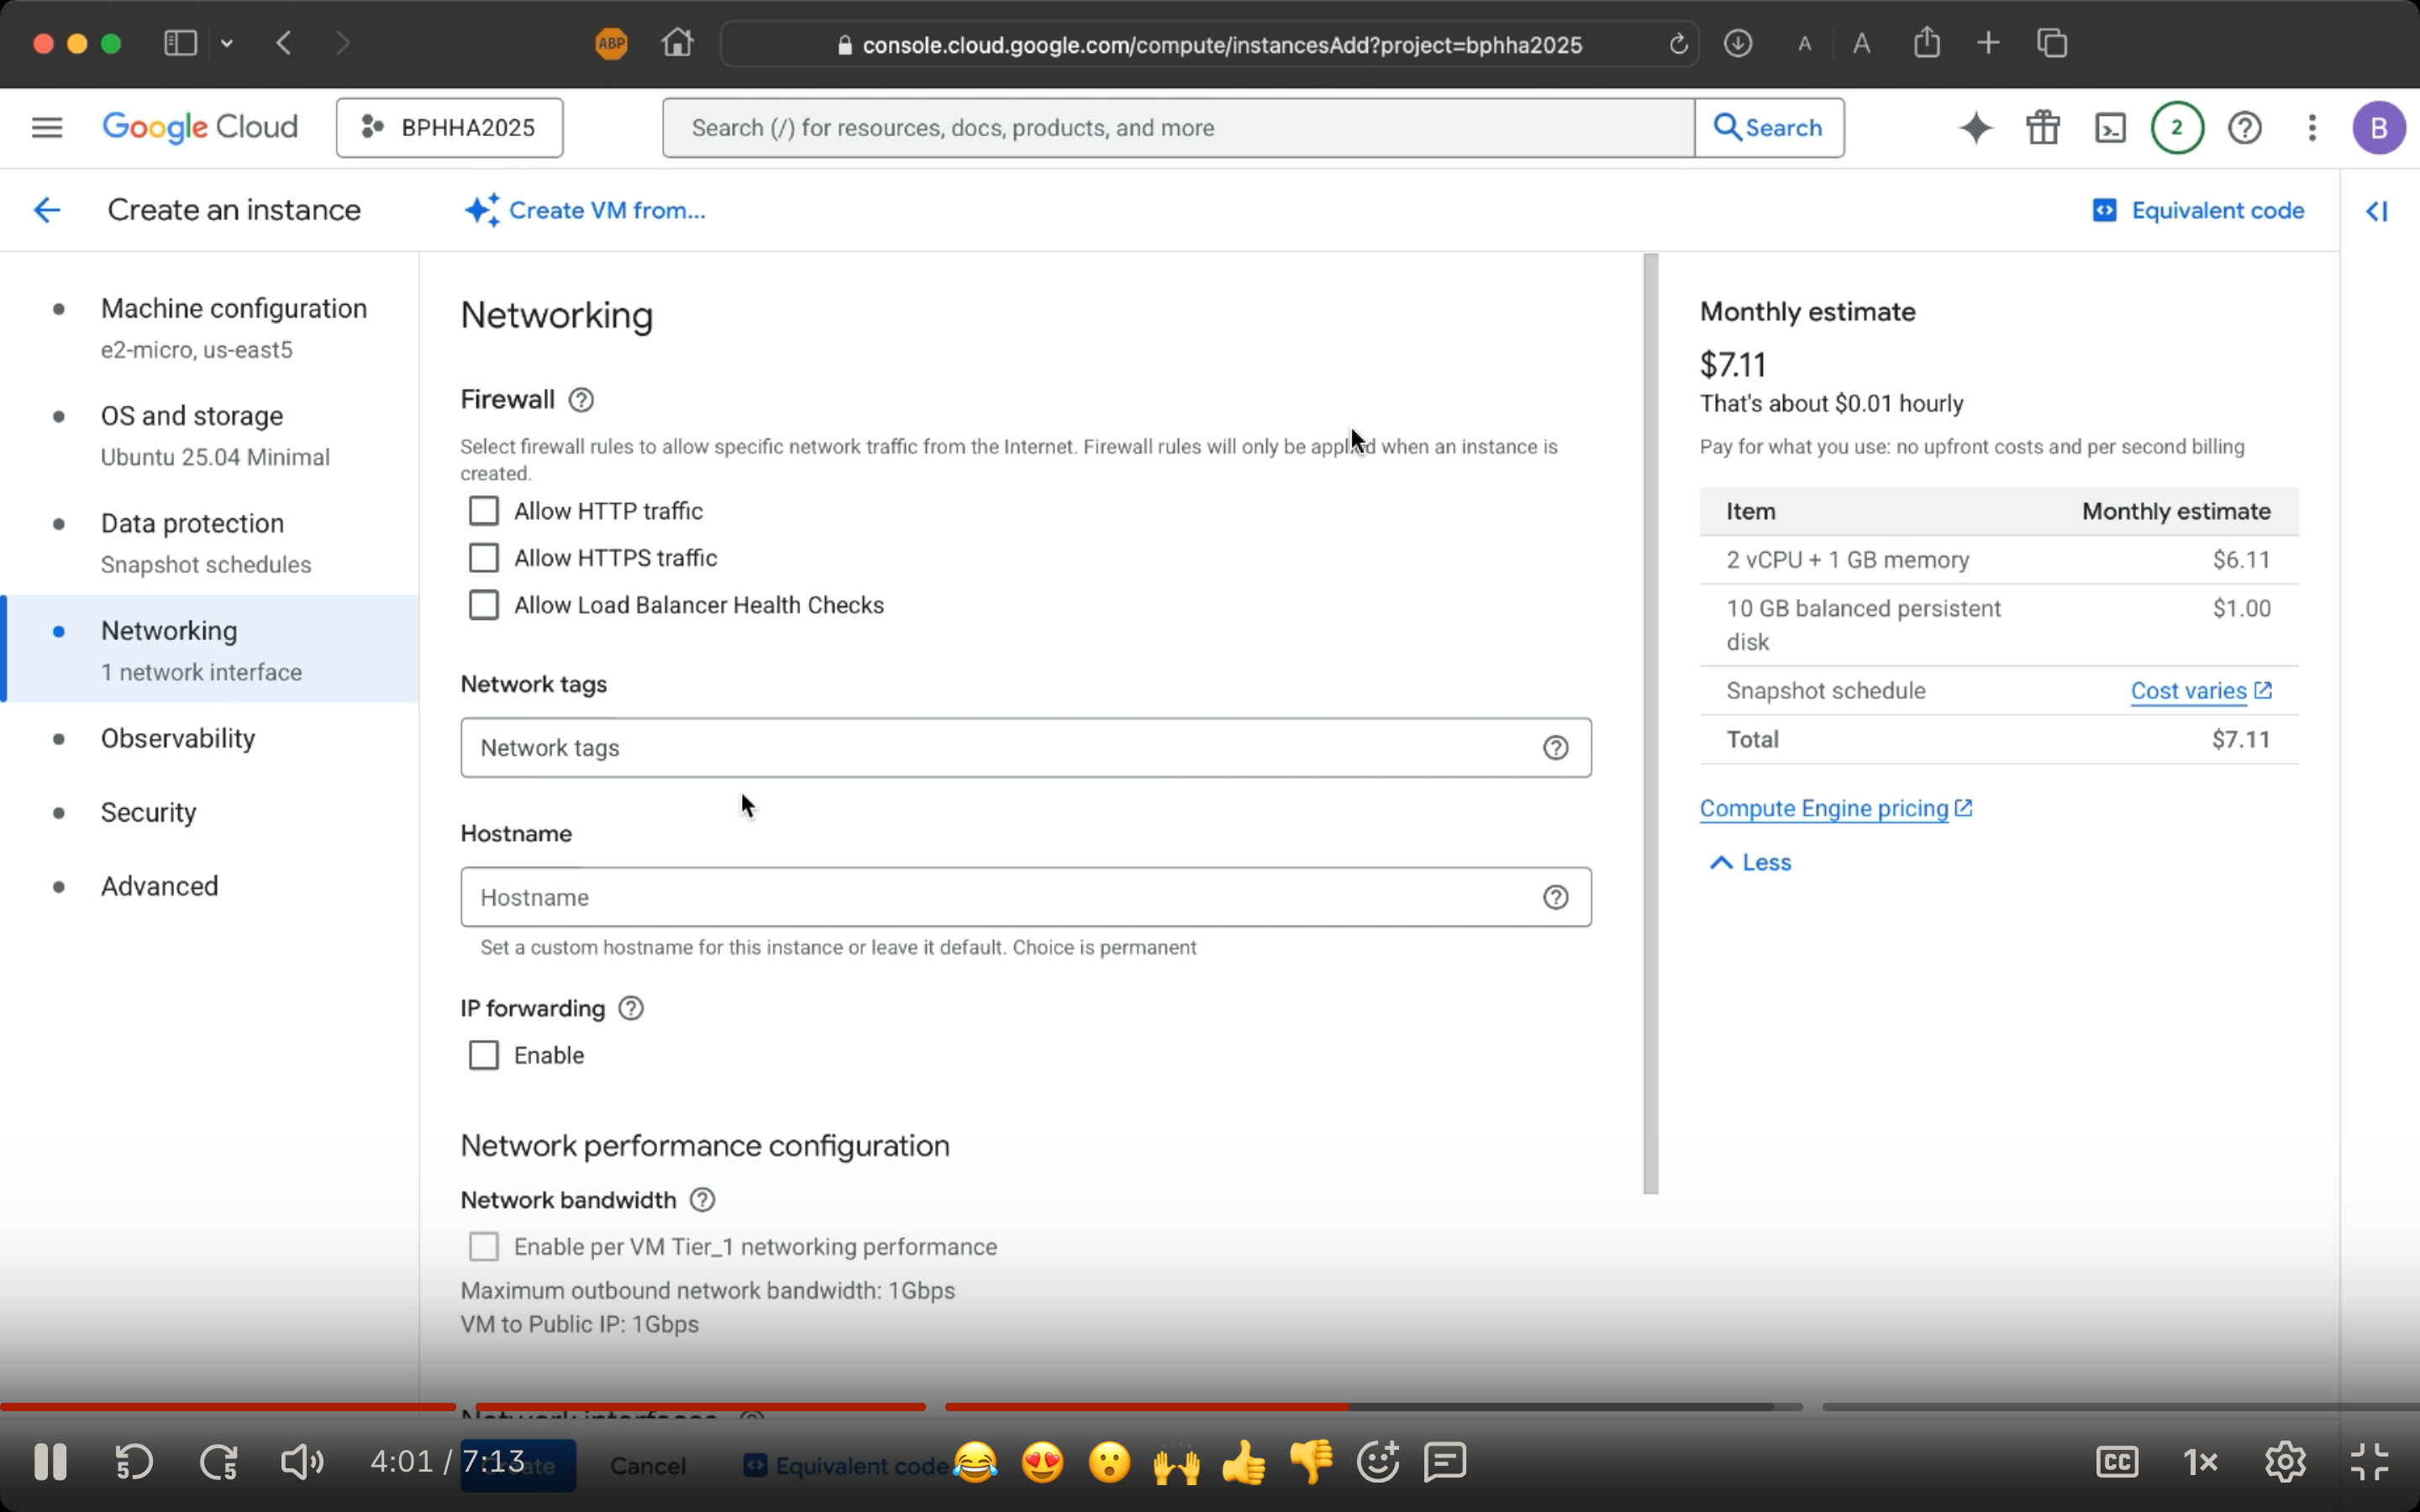 ABP
console.cloud.google.com/compute/instancesAdd?project=bphha2025
A
A
Google Cloud
BPHHA2025
Search (/) for resources, docs, products, and more
Search
2
B
Create an instance
Create VM from...
Equivalent code
Machine configuration
e2-micro, us-east5
OS and storage
Ubuntu 25.04 Minimal
Data protection
Snapshot schedules
Networking
1 network interface
Observability
Security
Advanced
Networking
Firewall
Select firewall rules to allow specific network traffic from the Internet. Firewall rules will only be applied when an instance is
created.
Allow HTTP traffic
Allow HTTPS traffic
Allow Load Balancer Health Checks
Network tags
Network tags
Hostname
Hostname
Set a custom hostname for this instance or leave it default. Choice is permanent
IP forwarding
Enable
Network performance configuration
Network bandwidth
Enable per VM Tier_1 networking performance
Maximum outbound network bandwidth: 1Gbps
VM to Public IP: 1Gbps
Network interfaces
Cancel
Equivalent code
Monthly estimate
$7.11
That's about $0.01 hourly
Pay for what you use: no upfront costs and per second billing
Item Monthly estimate
2 vCPU + 1 GB memory $6.11
10 GB balanced persistent $1.00
disk
Snapshot schedule Cost varies
Total $7.11
Compute Engine pricing
Less
5
5
4:01 / 7:13
CC
1×